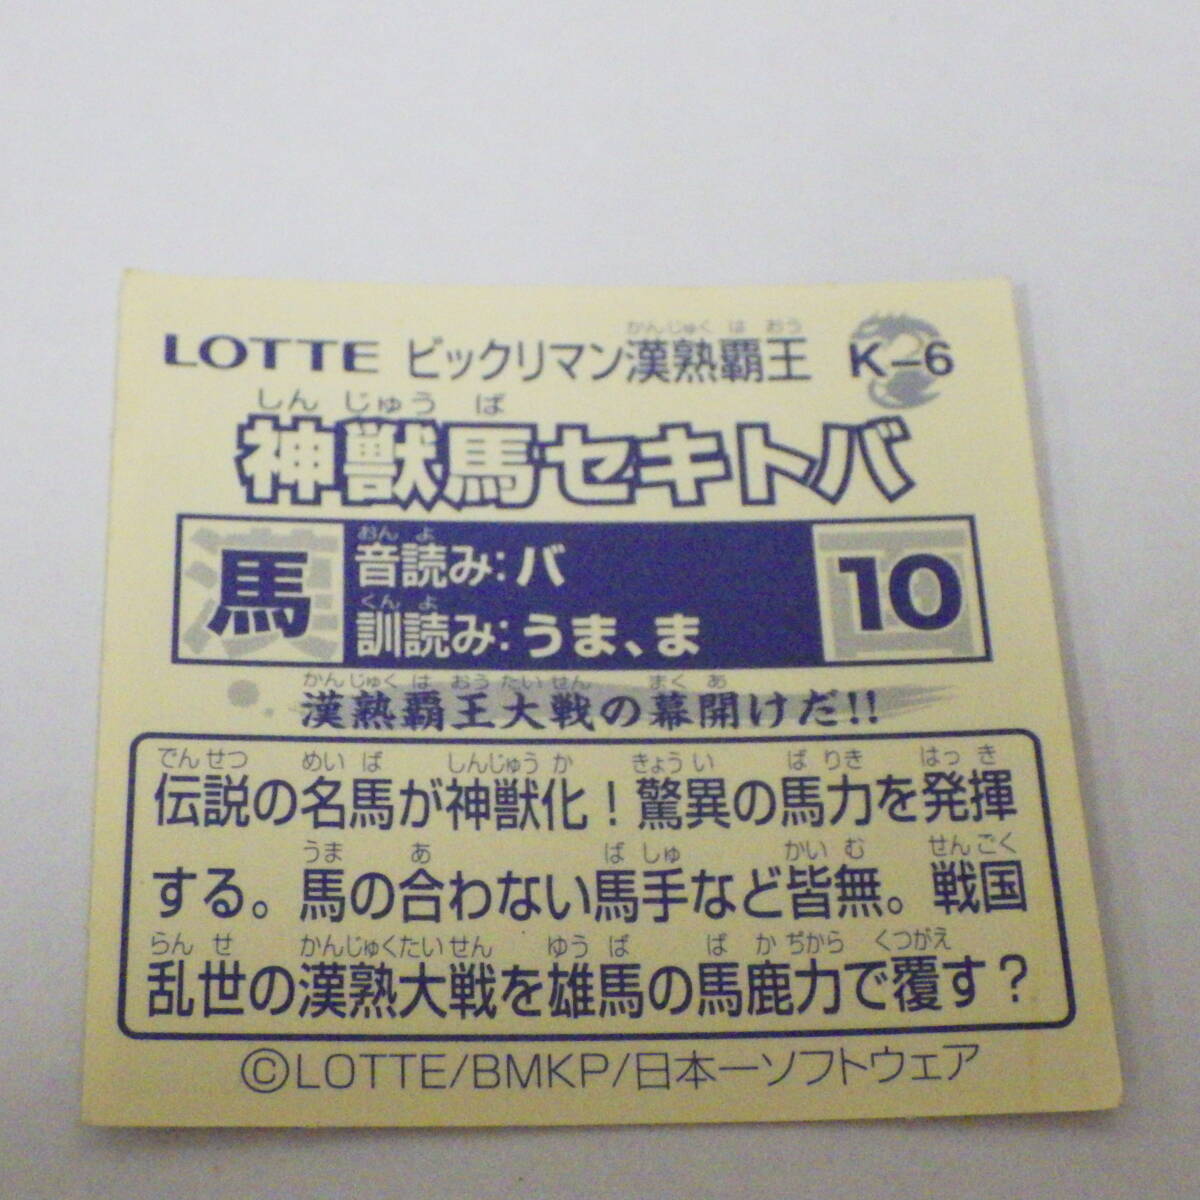 かんじゅく は おう
LOTTE ビックリマン漢熟覇王 K-6
しん じゅう ば
神獣馬セキトバ
おん よ
馬 音読み:バ 10
くん よ
訓読み:うま、ま
かんじゅく は おうたいせん まく あ
漢熟覇王大戦の幕開けだ!!
でんせつ めい ば しんじゅう か きょう い ば りき はっ き
伝説の名馬が神獣化!驚異の馬力を発揮
うま あ ば しゅ かい む せんごく
する。馬の合わない馬手など皆無。戦国
らん せ かんじゅくたいせん ゆう ば ば か ぢから くつがえ
乱世の漢熟大戦を雄馬の馬鹿力で覆す?
©LOTTE/BMKP/日本一ソフトウェア